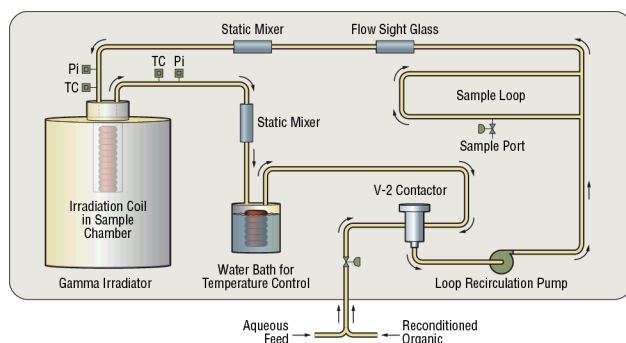 Static Mixer
Flow Sight Glass
TC Pi
Pi
TC
Sample Loop
Static Mixer
Sample Port
V-2 Contactor
Irradiation Coil
in Sample
Chamber
Water Bath for
Temperature Control
Gamma Irradiator
Loop Recirculation Pump
Aqueous
Feed
Reconditioned
Organic